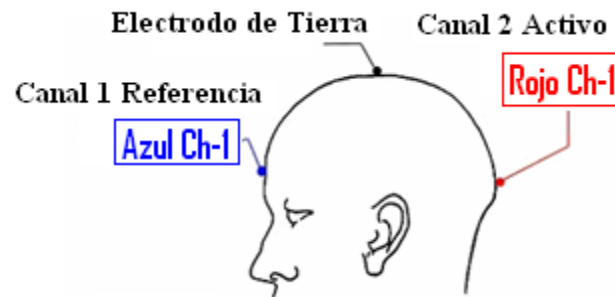 Electrodo de Tierra
Canal 2 Activo
Rojo Ch-1
Canal 1 Referencia
Azul Ch-1